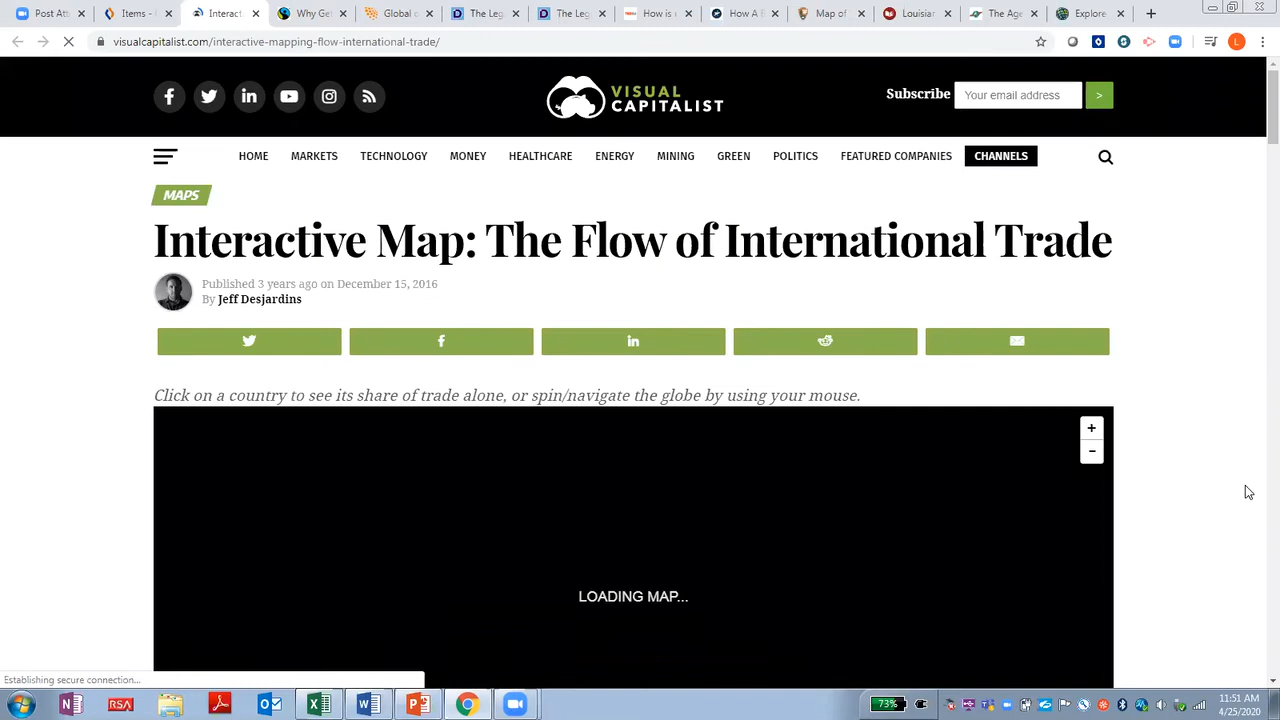 Post Att
Items -
Interact
Why Get
Global c
The Leg
The Leg
How is
How A B
Map of
Louisiar
The Age
Explore
visualcapitalist.com/interactive-mapping-flow-international-trade/
L
VISUAL
CAPITALIST
Subscribe
Your email address
>
HOME
MARKETS
TECHNOLOGY
MONEY
HEALTHCARE
ENERGY
MINING
GREEN
POLITICS
FEATURED COMPANIES
CHANNELS
MAPS
Interactive Map: The Flow of International Trade
Published 3 years ago on December 15, 2016
By Jeff Desjardins
Click on a country to see its share of trade alone, or spin/navigate the globe by using your mouse.
+
-
LOADING MAP...
Establishing secure connection...
RSA
73%
11:51 AM
4/25/2020